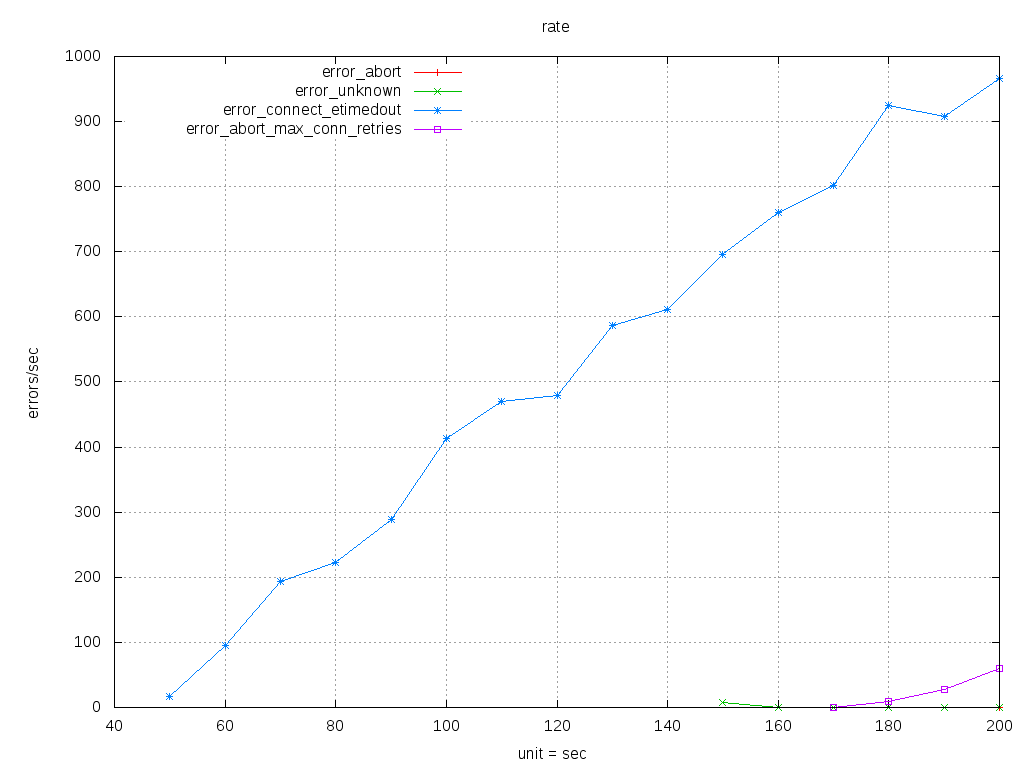 rate
1000
900
800
700
600
500
400
300
200
100
0
errors/sec
error_abort
error_unknown
error_connect_etimedout
error_abort_max_conn_retries
40 60 80 100 120 140 160 180 200
unit = sec